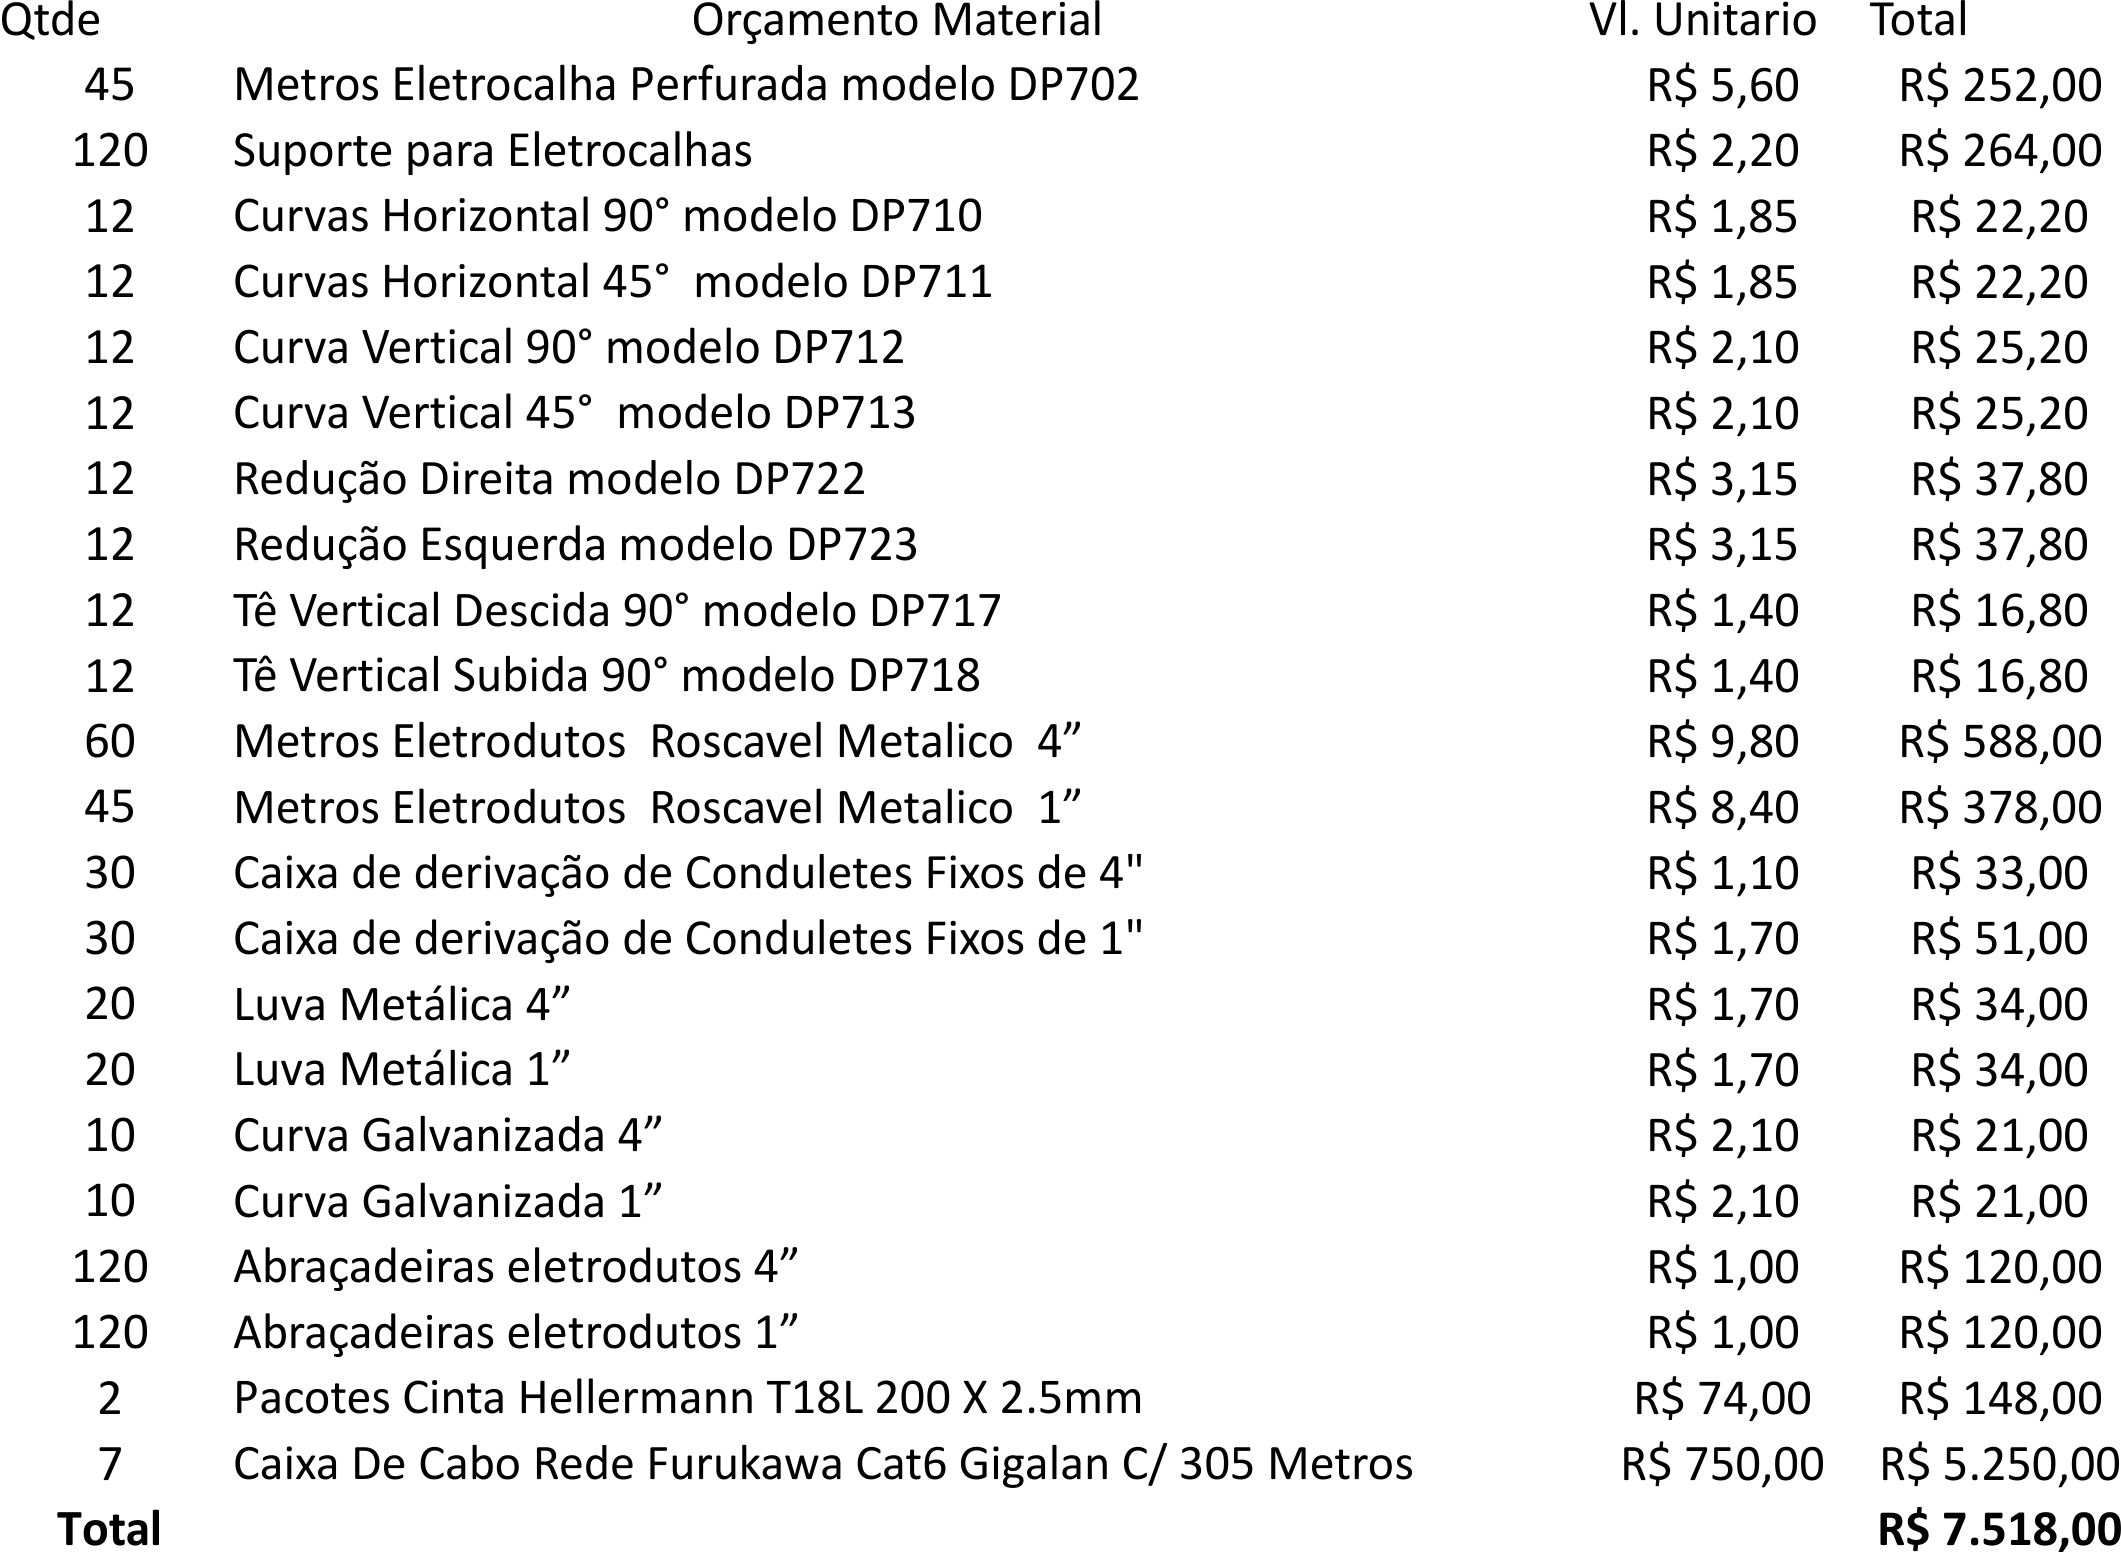 Qtde Orçamento Material Vl. Unitario Total
45 Metros Eletrocalha Perfurada modelo DP702 R$ 5,60 R$ 252,00
120 Suporte para Eletrocalhas R$ 2,20 R$ 264,00
12 Curvas Horizontal 90° modelo DP710 R$ 1,85 R$ 22,20
12 Curvas Horizontal 45°  modelo DP711 R$ 1,85 R$ 22,20
12 Curva Vertical 90° modelo DP712 R$ 2,10 R$ 25,20
12 Curva Vertical 45°  modelo DP713 R$ 2,10 R$ 25,20
12 Redução Direita modelo DP722 R$ 3,15 R$ 37,80
12 Redução Esquerda modelo DP723 R$ 3,15 R$ 37,80
12 Tê Vertical Descida 90° modelo DP717 R$ 1,40 R$ 16,80
12 Tê Vertical Subida 90° modelo DP718 R$ 1,40 R$ 16,80
60 Metros Eletrodutos  Roscavel Metalico  4” R$ 9,80 R$ 588,00
45 Metros Eletrodutos  Roscavel Metalico  1” R$ 8,40 R$ 378,00
30 Caixa de derivação de Conduletes Fixos de 4" R$ 1,10 R$ 33,00
30 Caixa de derivação de Conduletes Fixos de 1" R$ 1,70 R$ 51,00
20 Luva Metálica 4” R$ 1,70 R$ 34,00
20 Luva Metálica 1” R$ 1,70 R$ 34,00
10 Curva Galvanizada 4” R$ 2,10 R$ 21,00
10 Curva Galvanizada 1” R$ 2,10 R$ 21,00
120 Abraçadeiras eletrodutos 4” R$ 1,00 R$ 120,00
120 Abraçadeiras eletrodutos 1” R$ 1,00 R$ 120,00
2 Pacotes Cinta Hellermann T18L 200 X 2.5mm R$ 74,00 R$ 148,00
7 Caixa De Cabo Rede Furukawa Cat6 Gigalan C/ 305 Metros R$ 750,00 R$ 5.250,00
Total R$ 7.518,00